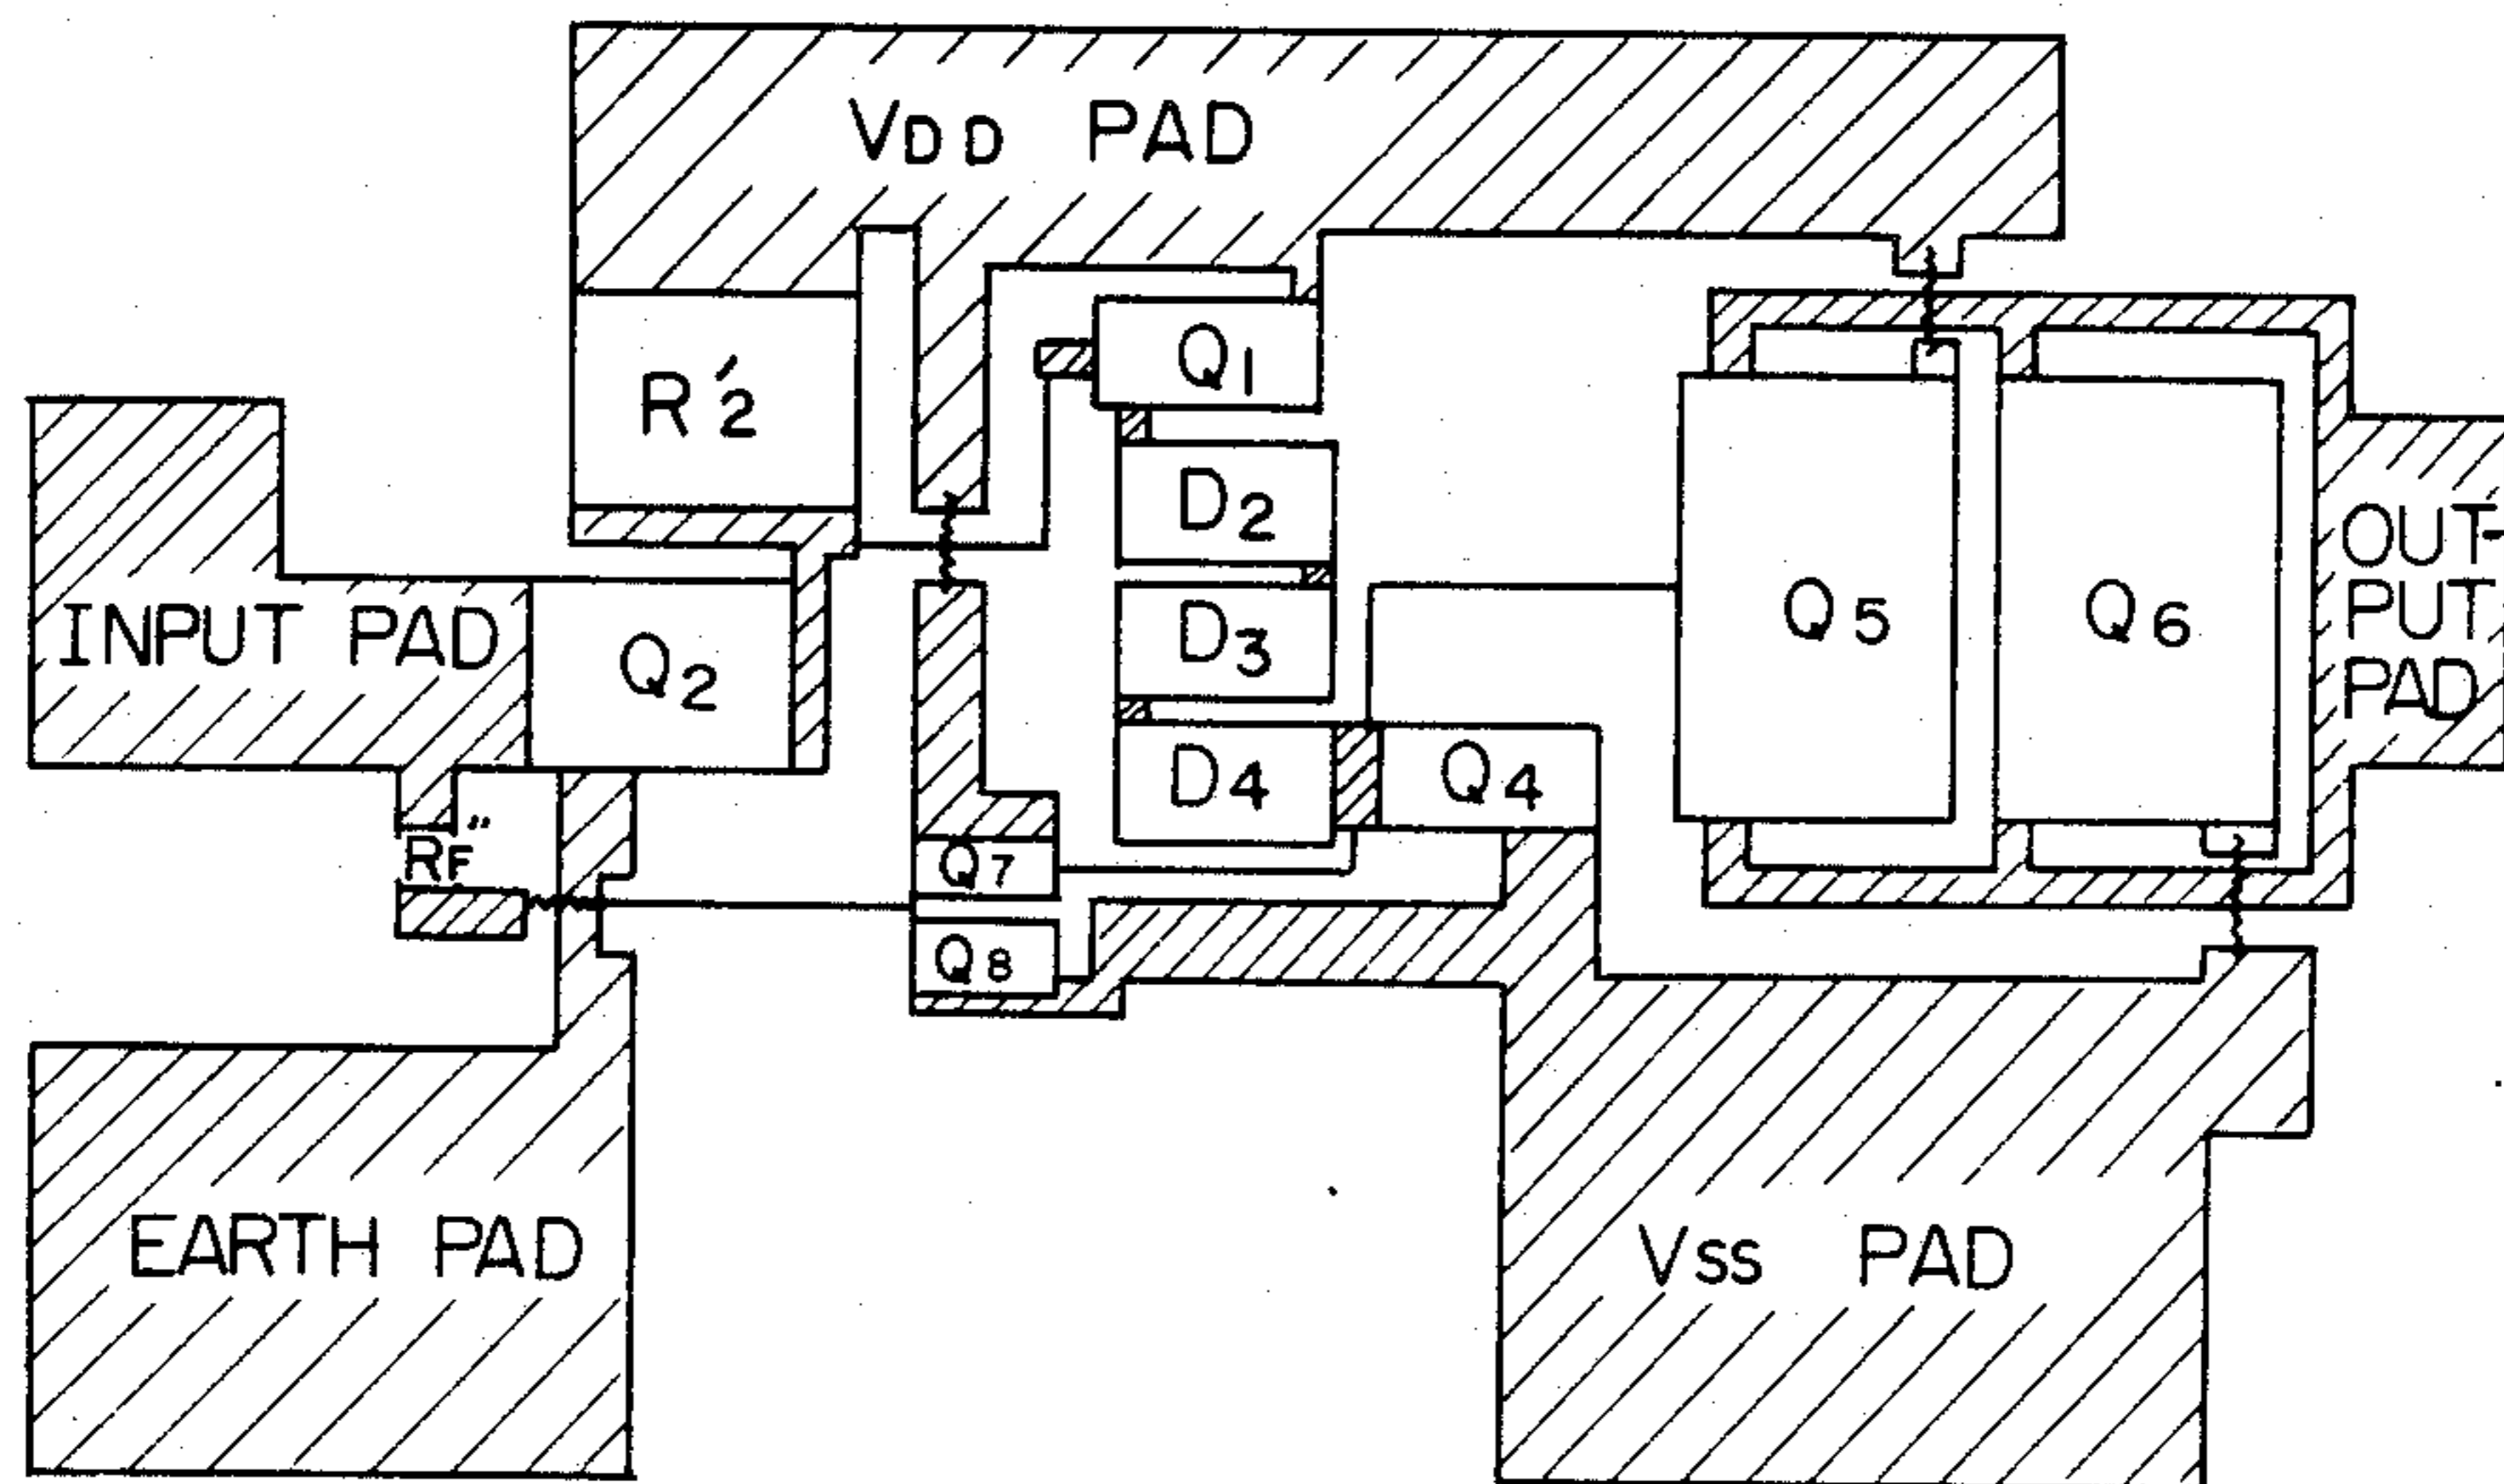 VDD PAD
Q1
R'2
D2
OUT-
PUT
PAD
INPUT PAD
Q2
D3
Q5
Q6
D4
Q4
RF"
Q7
Q8
EARTH PAD
VSS PAD